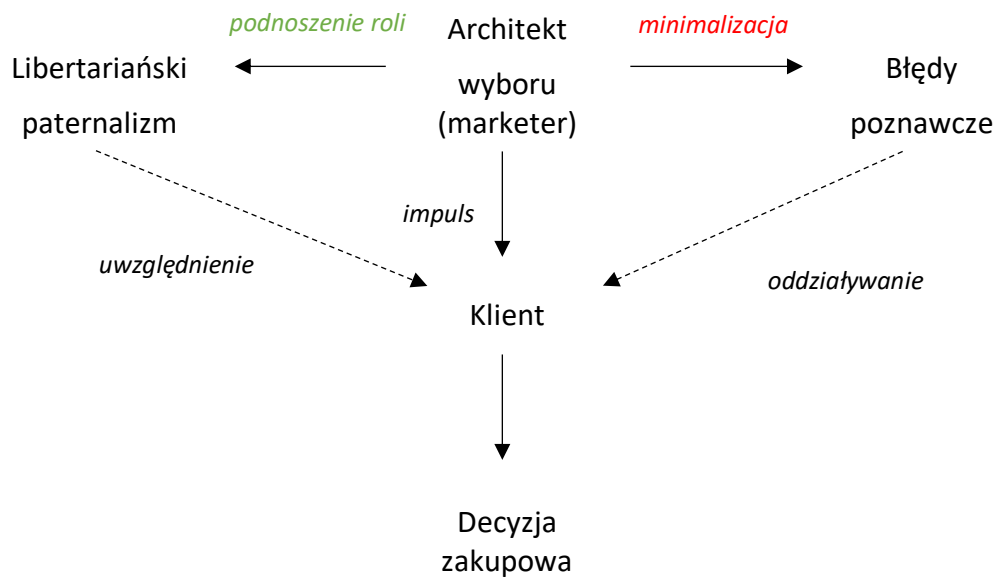 podnoszenie roli
Architekt
wyboru
(marketer)
minimalizacja
Libertariański
paternalizm
Błędy
poznawcze
impuls
uwzględnienie
oddziaływanie
Klient
Decyzja
zakupowa